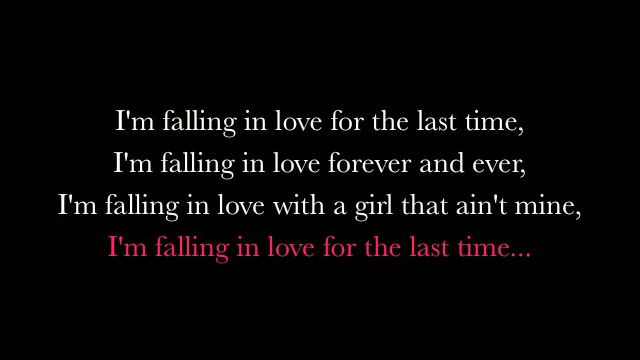 I'm falling in love for the last time,
I'm falling in love forever and ever,
I'm falling in love with a girl that ain't mine,
I'm falling in love for the last time...